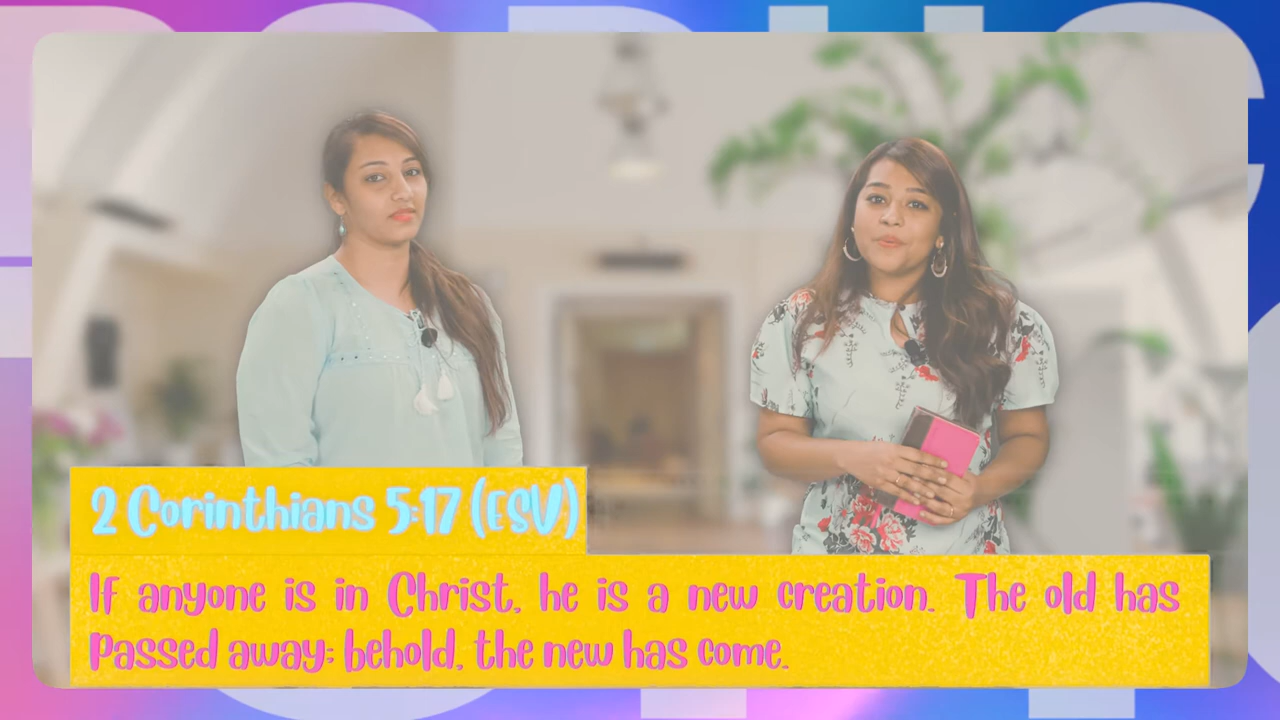 2 Corinthians 5:17 (ESV)
If anyone is in Christ, he is a new creation. The old has
passed away; behold, the new has come.